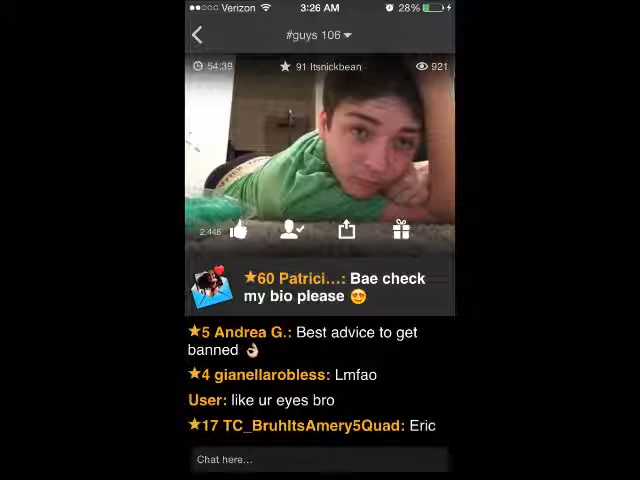 Verizon 3:26 AM 28%
#guys 106
54:39 91 Itsnickbean 921
2,446
60 Patrici...: Bae check
my bio please 😍
5 Andrea G.: Best advice to get
banned 👌🏻
4 gianellarobless: Lmfao
User: like ur eyes bro
17 TC_BruhItsAmery5Quad: Eric
Chat here...